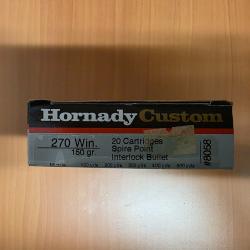 Hornady Custom
270 Win.
150 gr.
20 Cartridges
Spire Point
Interlock Bullet
#8058